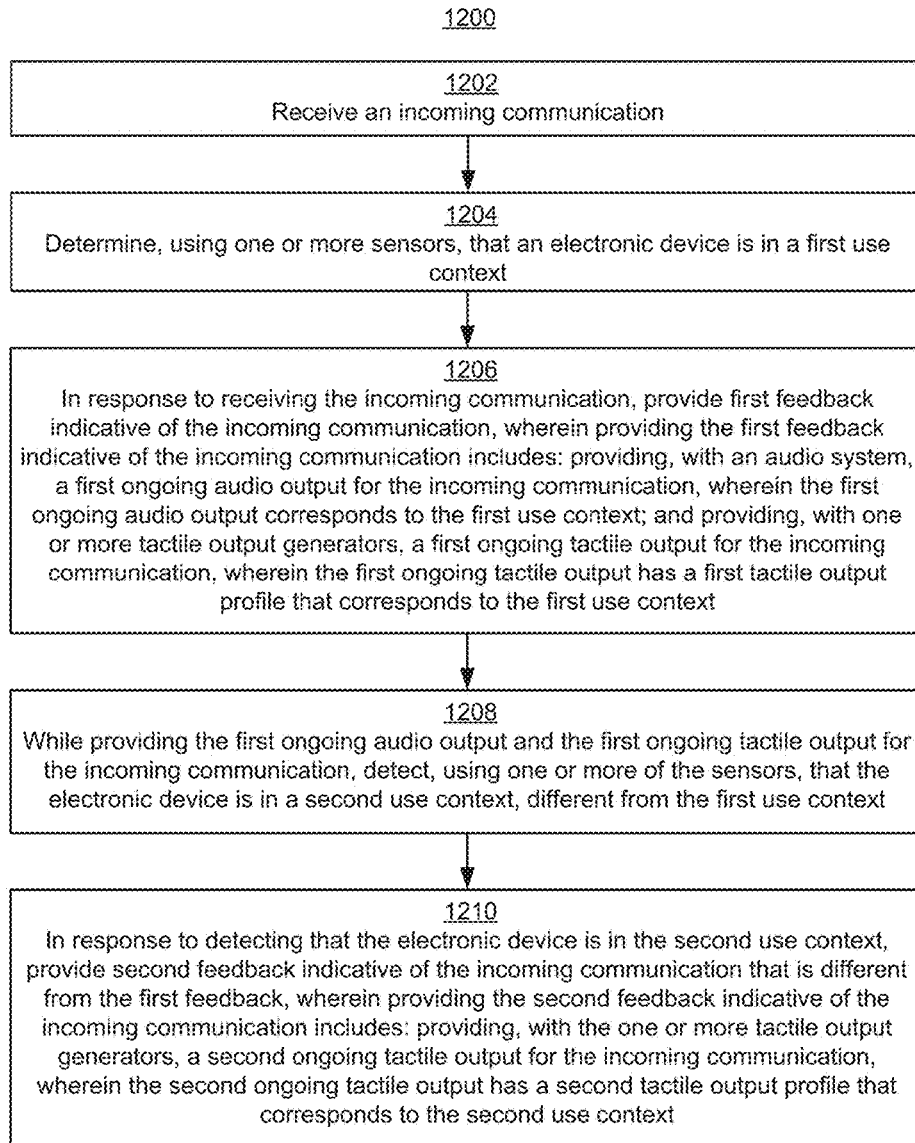 1200
1202
Receive an incoming communication
1204
Determine, using one or more sensors, that an electronic device is in a first use
context
1206
In response to receiving the incoming communication, provide first feedback
indicative of the incoming communication, wherein providing the first feedback
indicative of the incoming communication includes: providing, with an audio system,
a first ongoing audio output for the incoming communication, wherein the first
ongoing audio output corresponds to the first use context; and providing, with one
or more tactile output generators, a first ongoing tactile output for the incoming
communication, wherein the first ongoing tactile output has a first tactile output
profile that corresponds to the first use context
1208
While providing the first ongoing audio output and the first ongoing tactile output for
the incoming communication, detect, using one or more of the sensors, that the
electronic device is in a second use context, different from the first use context
1210
In response to detecting that the electronic device is in the second use context,
provide second feedback indicative of the incoming communication that is different
from the first feedback, wherein providing the second feedback indicative of the
incoming communication includes: providing, with the one or more tactile output
generators, a second ongoing tactile output for the incoming communication,
wherein the second ongoing tactile output has a second tactile output profile that
corresponds to the second use context